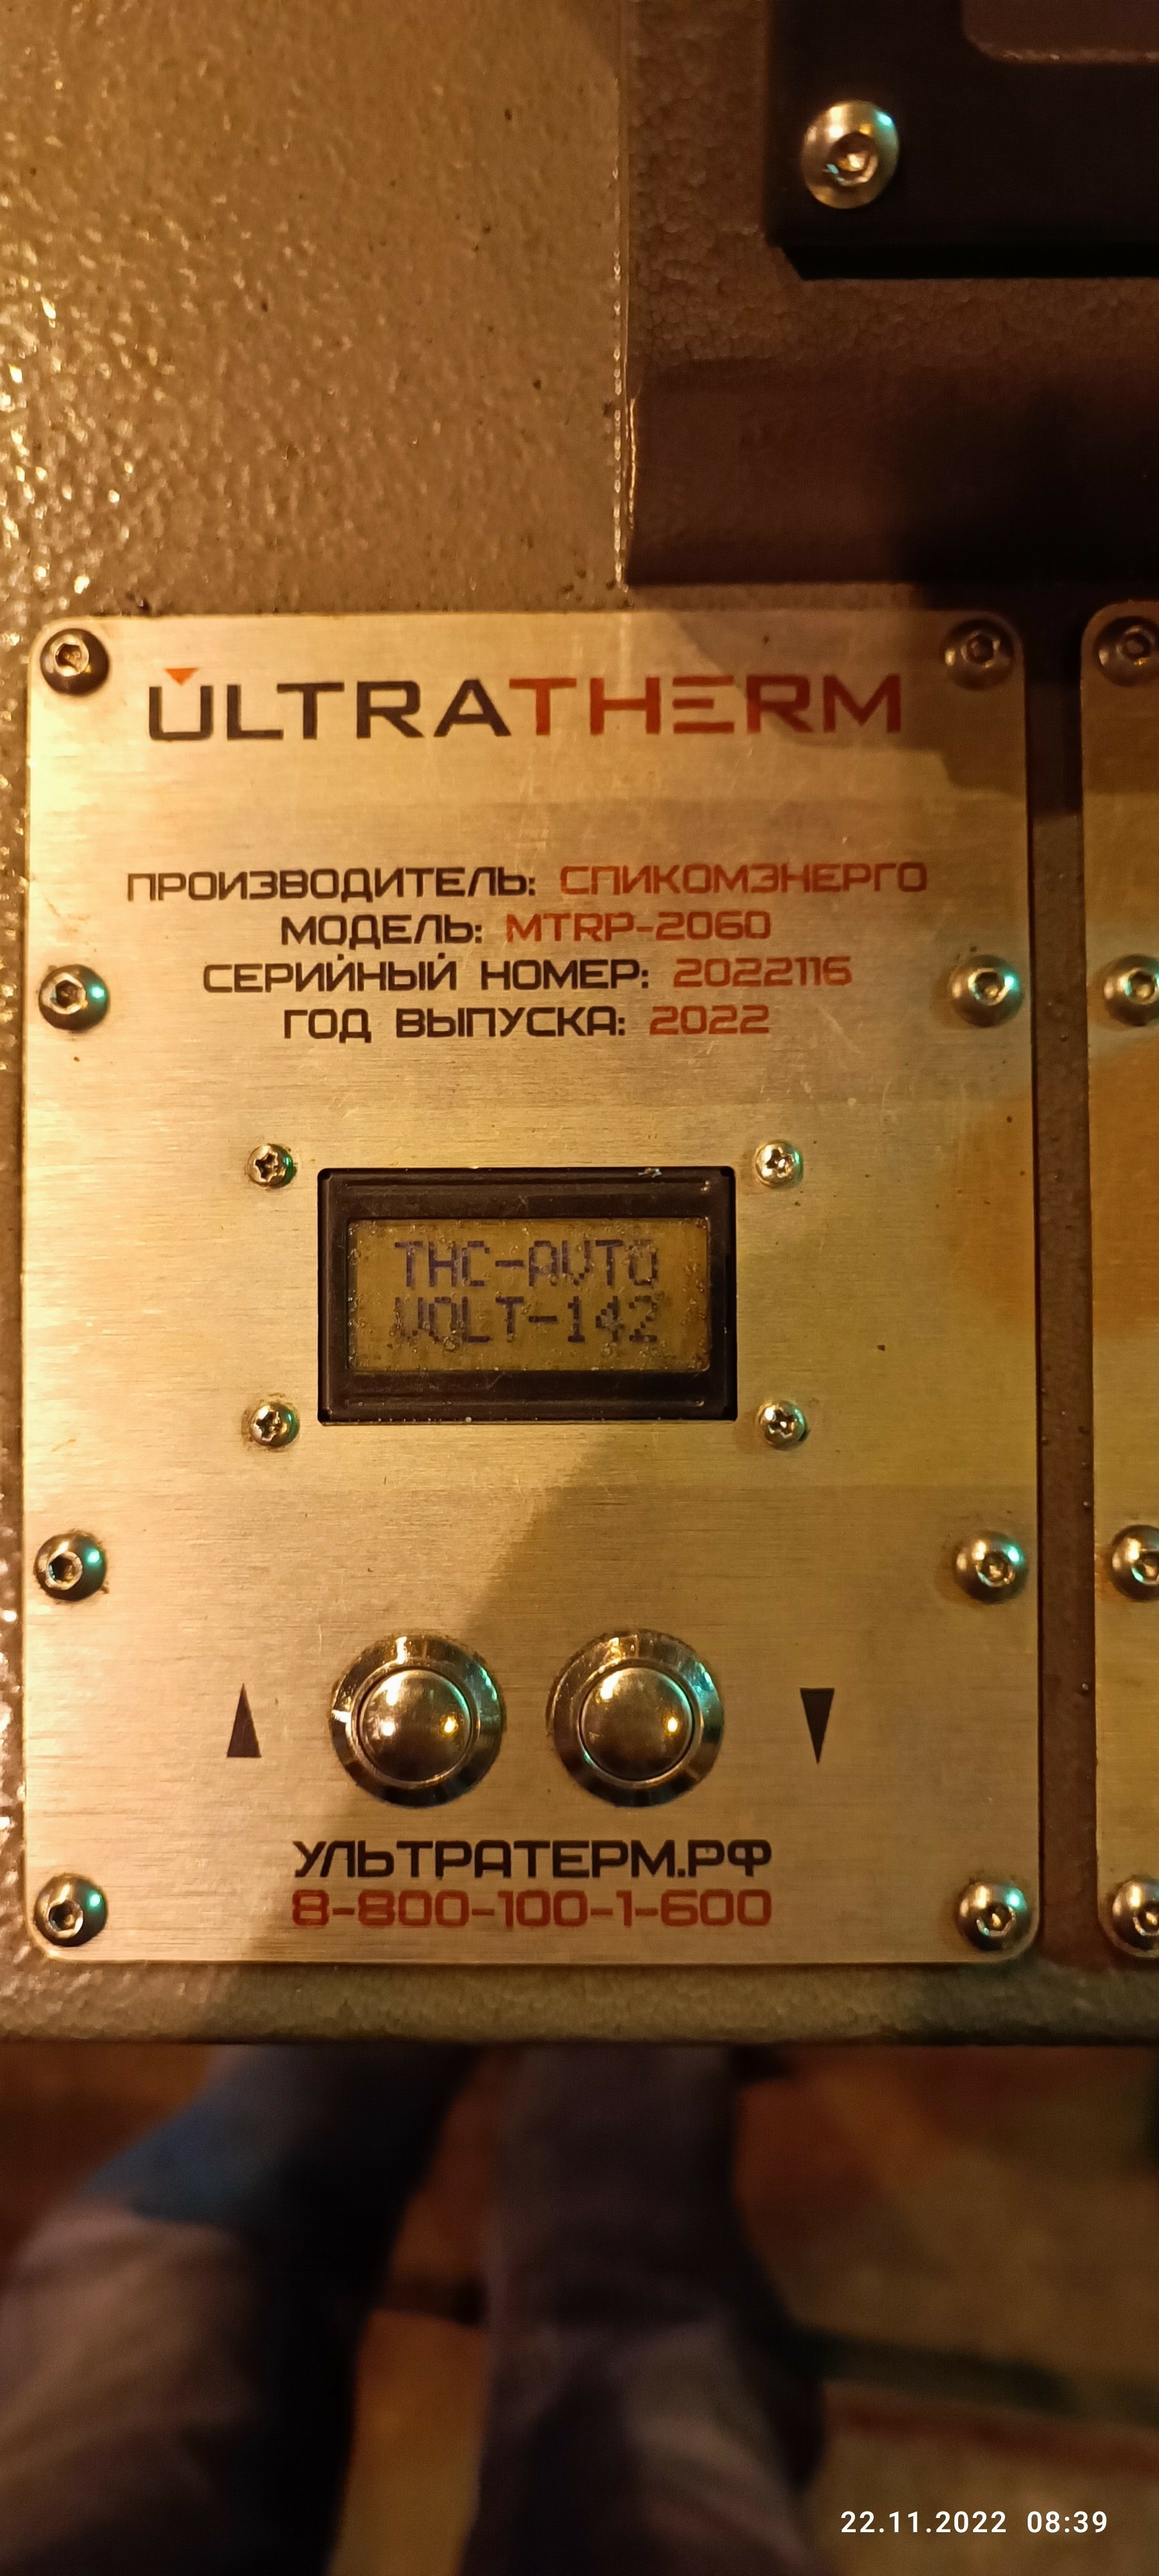 ULTRATHERM
ПРОИЗВОДИТЕЛЬ: СПИКОМЭНЕРГО
МОДЕЛЬ: MTRP-2060
СЕРИЙНЫЙ НОМЕР: 2022116
ГОД ВЫПУСКА: 2022
THC-AVTO
VOLT-142
УЛЬТРАТЕРМ.РФ
8-800-100-1-600
22.11.2022 08:39